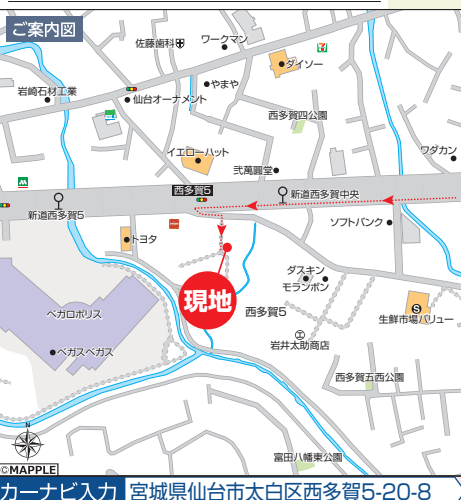 ご案内図
佐藤歯科
ワークマン
ダイソー
やまや
岩崎石材工業
仙台オーナメント
西多賀四公園
イエローハット
弐萬圓堂
ワダカン
西多賀5
新道西多賀中央
新道西多賀5
ソフトバンク
トヨタ
現地
ダスキン
モランボン
ベガロポリス
西多賀5
生鮮市場バリュー
S
ベガスベガス
岩井太助商店
西多賀五西公園
N
富田八幡東公園
©MAPPLE
カーナビ入力 宮城県仙台市太白区西多賀5-20-8